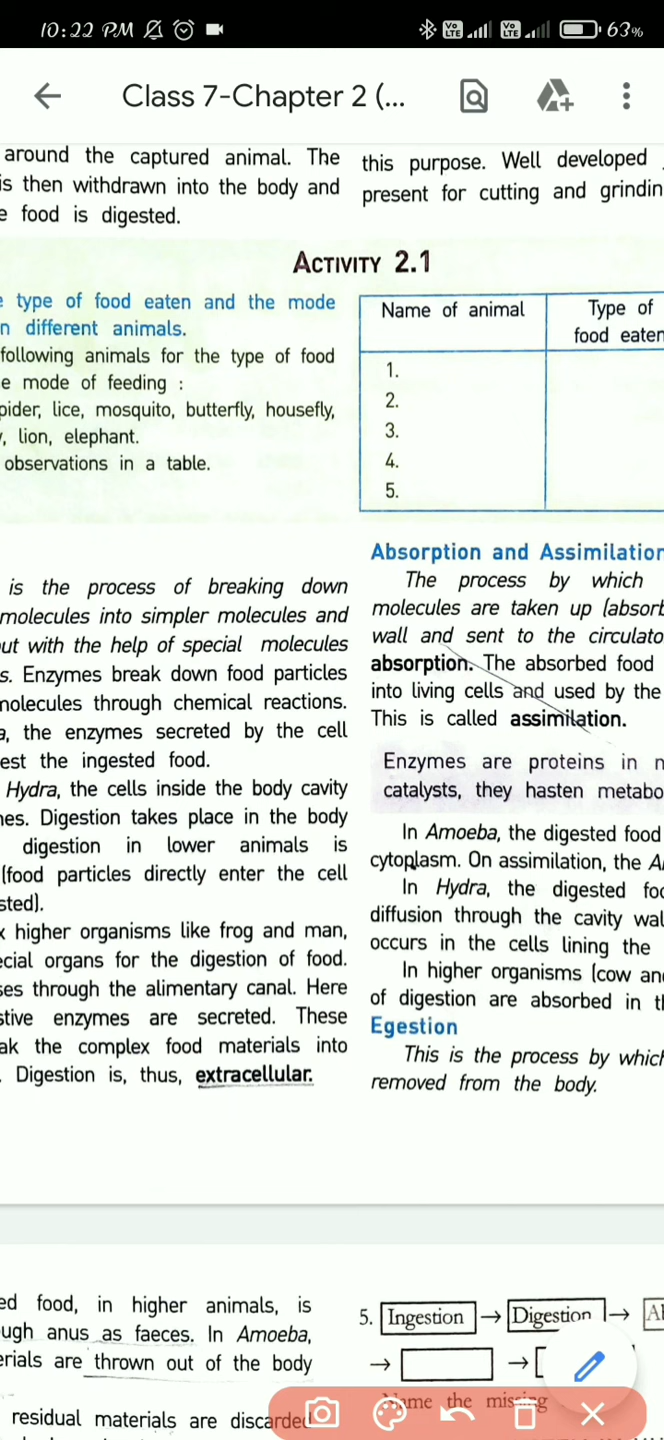 10:22 PM
Vo LTE
Vo LTE
63%
Class 7-Chapter 2 (...
around the captured animal. The
is then withdrawn into the body and
e food is digested.
this purpose. Well developed
present for cutting and grindin
ACTIVITY 2.1
e type of food eaten and the mode
n different animals.
following animals for the type of food
e mode of feeding :
pider, lice, mosquito, butterfly, housefly,
, lion, elephant.
observations in a table.
Name of animal
Type of
food eaten
1.
2.
3.
4.
5.
is the process of breaking down
molecules into simpler molecules and
out with the help of special molecules
s. Enzymes break down food particles
molecules through chemical reactions.
a, the enzymes secreted by the cell
est the ingested food.
Hydra, the cells inside the body cavity
nes. Digestion takes place in the body
digestion in lower animals is
(food particles directly enter the cell
sted).
x higher organisms like frog and man,
ecial organs for the digestion of food.
ses through the alimentary canal. Here
stive enzymes are secreted. These
ak the complex food materials into
. Digestion is, thus, extracellular.
Absorption and Assimilation
The process by which
molecules are taken up (absorb
wall and sent to the circulato
absorption. The absorbed food
into living cells and used by the
This is called assimilation.
Enzymes are proteins in n
catalysts, they hasten metabo
In Amoeba, the digested food
cytoplasm. On assimilation, the A
In Hydra, the digested foo
diffusion through the cavity wal
occurs in the cells lining the
In higher organisms (cow an
of digestion are absorbed in t
Egestion
This is the process by which
removed from the body.
ed food, in higher animals, is
ugh anus as faeces. In Amoeba,
erials are thrown out of the body
residual materials are discarded
5. Ingestion → Digestion → Al
→ →
Name the missing